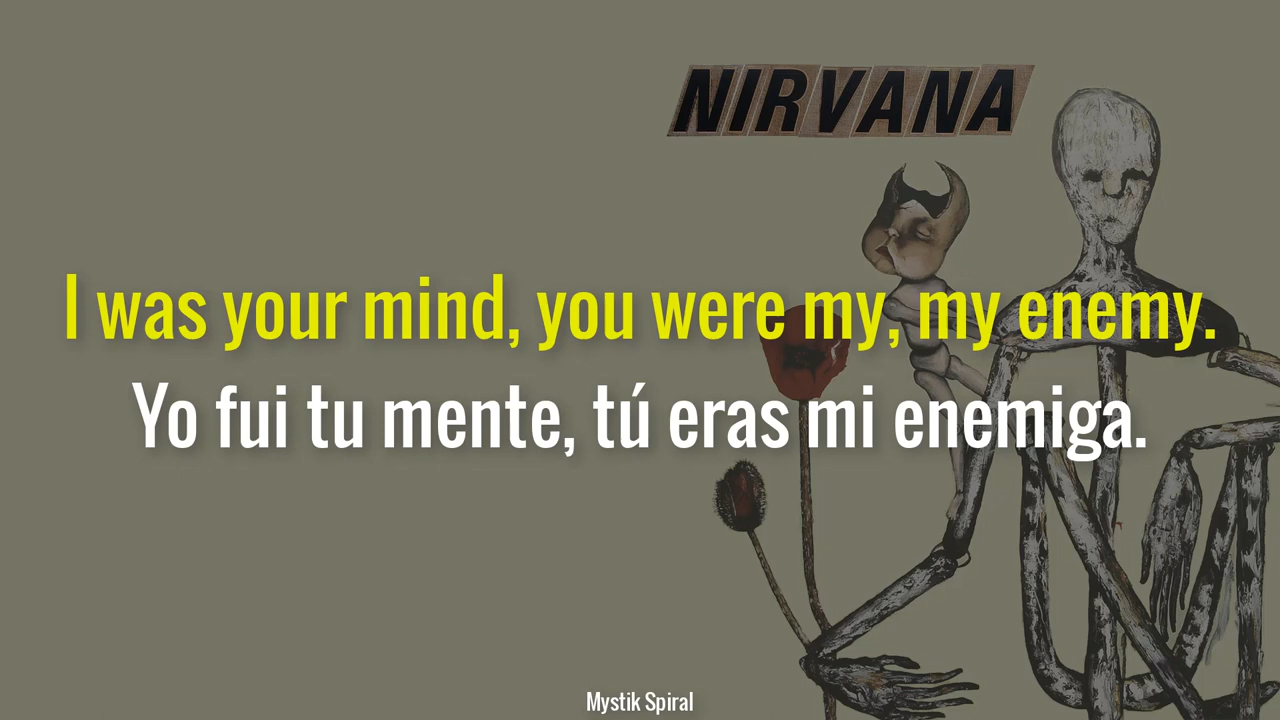 NIRVANA
I was your mind, you were my, my enemy.
Yo fui tu mente, tú eras mi enemiga.
Mystik Spiral